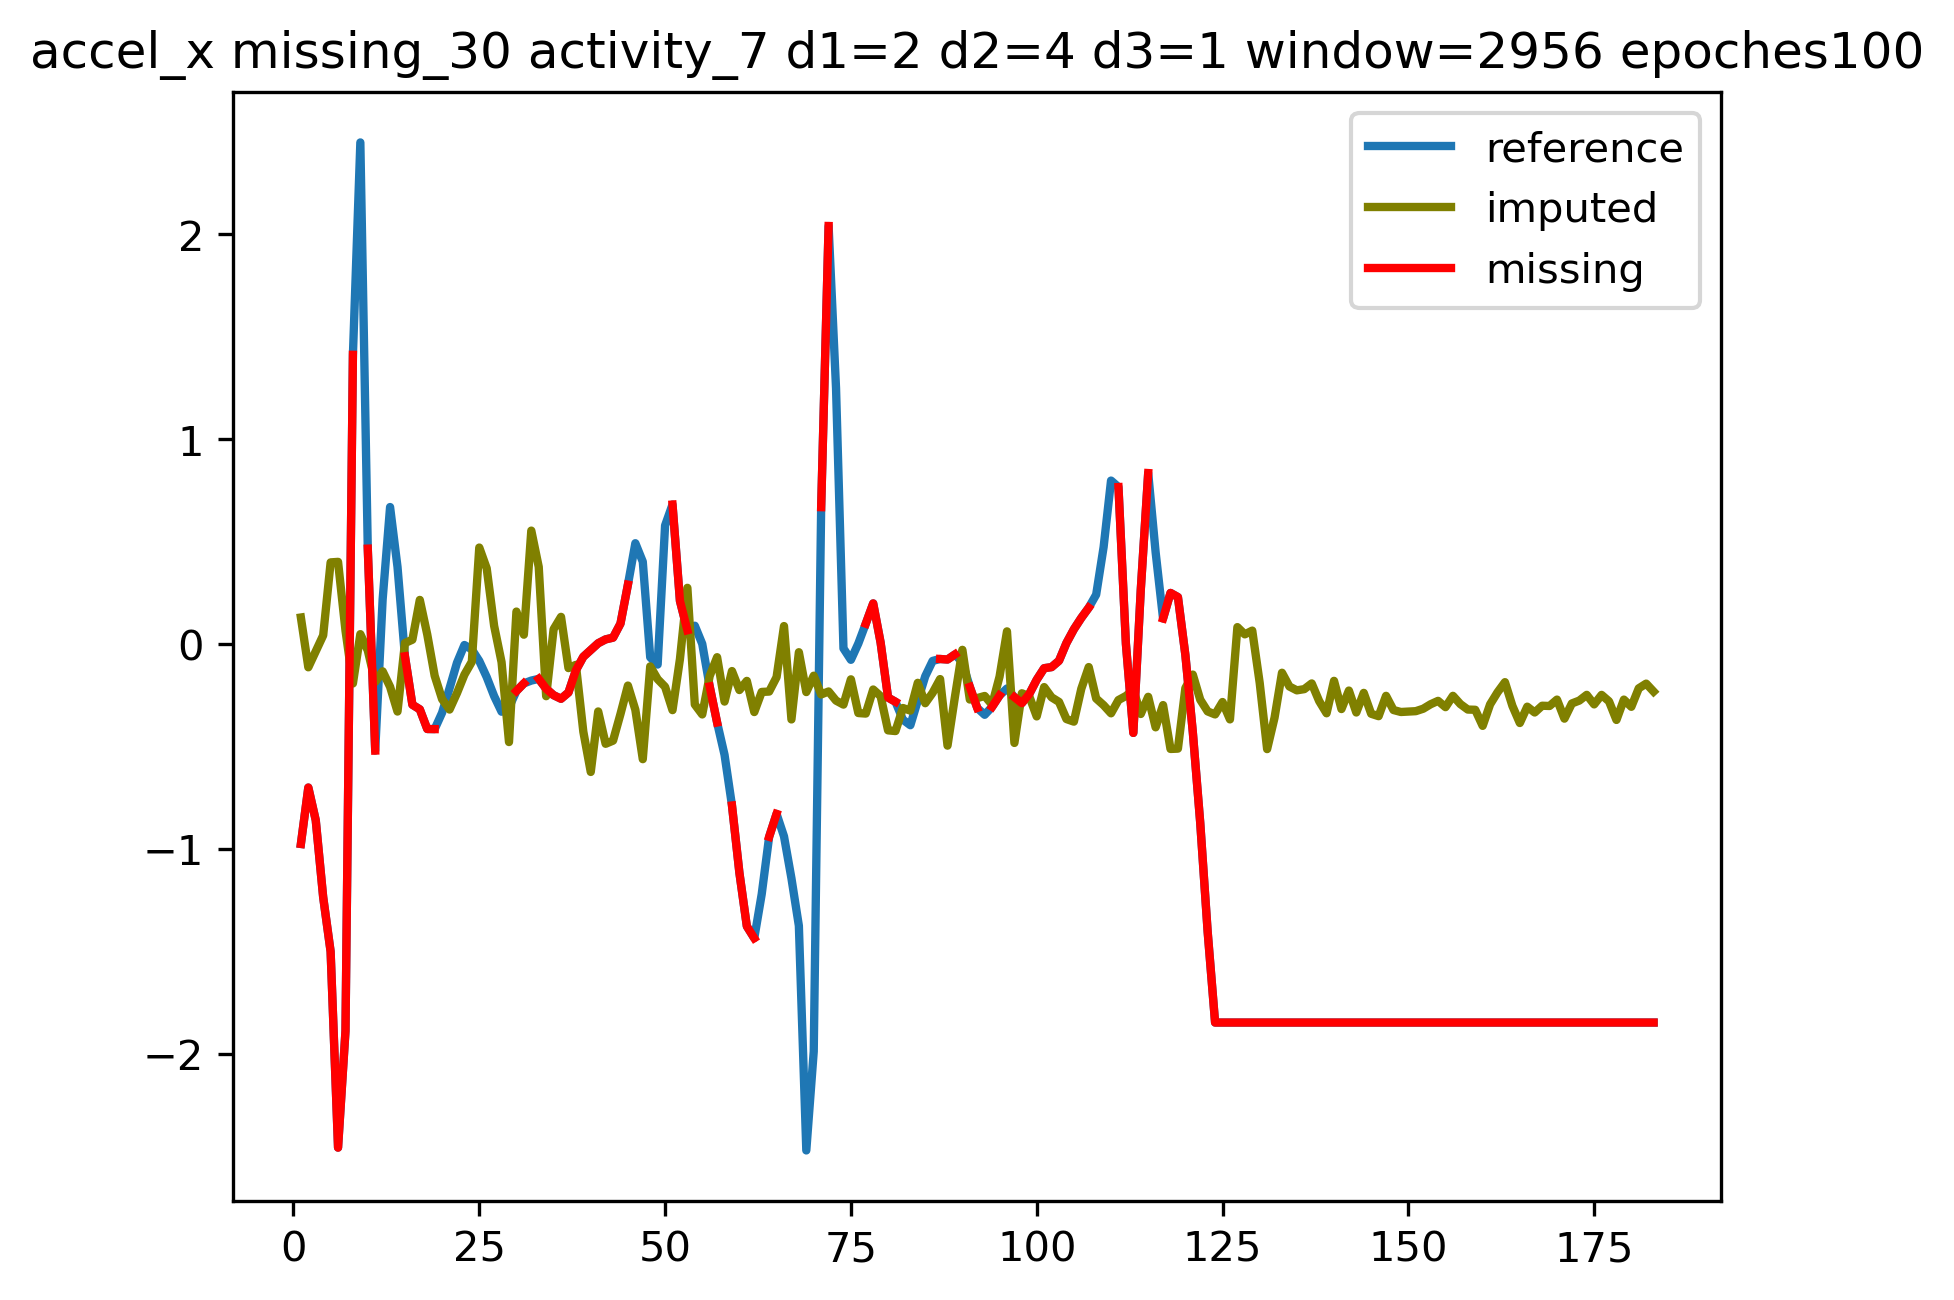 accel_x missing_30 activity_7 d1=2 d2=4 d3=1 window=2956 epoches100
reference
imputed
missing
2
1
0
−1
−2
0 25 50 75 100 125 150 175